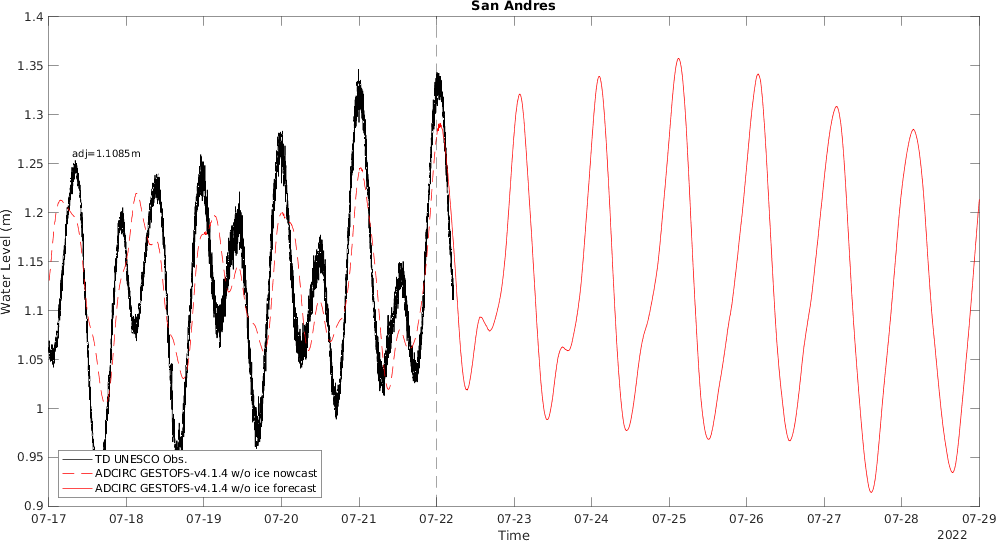 San Andres
1.4
1.35
1.3
1.25
1.2
1.15
1.1
1.05
1
0.95
0.9
Water Level (m)
adj=1.1085m
TD UNESCO Obs.
ADCIRC GESTOFS-v4.1.4 w/o ice nowcast
ADCIRC GESTOFS-v4.1.4 w/o ice forecast
07-17 07-18 07-19 07-20 07-21 07-22 07-23 07-24 07-25 07-26 07-27 07-28 07-29
Time
2022